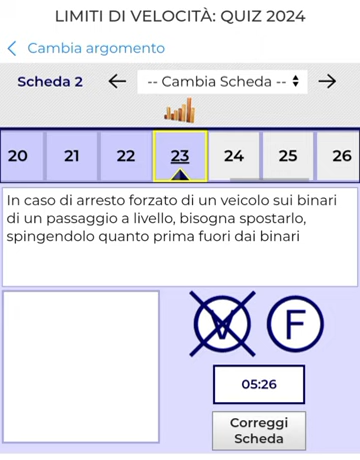 LIMITI DI VELOCITÀ: QUIZ 2024
Cambia argomento
Scheda 2
-- Cambia Scheda --
20 21 22 23 24 25 26
In caso di arresto forzato di un veicolo sui binari
di un passaggio a livello, bisogna spostarlo,
spingendolo quanto prima fuori dai binari
V F
05:26
Correggi
Scheda